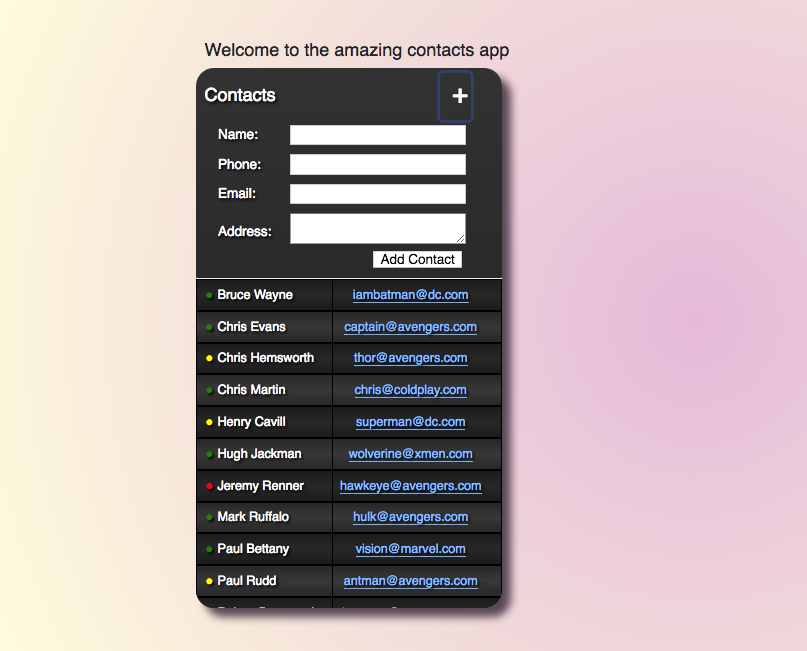 Welcome to the amazing contacts app
Contacts +
Name:
Phone:
Email:
Address:
Add Contact
Bruce Wayne iambatman@dc.com
Chris Evans captain@avengers.com
Chris Hemsworth thor@avengers.com
Chris Martin chris@coldplay.com
Henry Cavill superman@dc.com
Hugh Jackman wolverine@xmen.com
Jeremy Renner hawkeye@avengers.com
Mark Ruffalo hulk@avengers.com
Paul Bettany vision@marvel.com
Paul Rudd antman@avengers.com